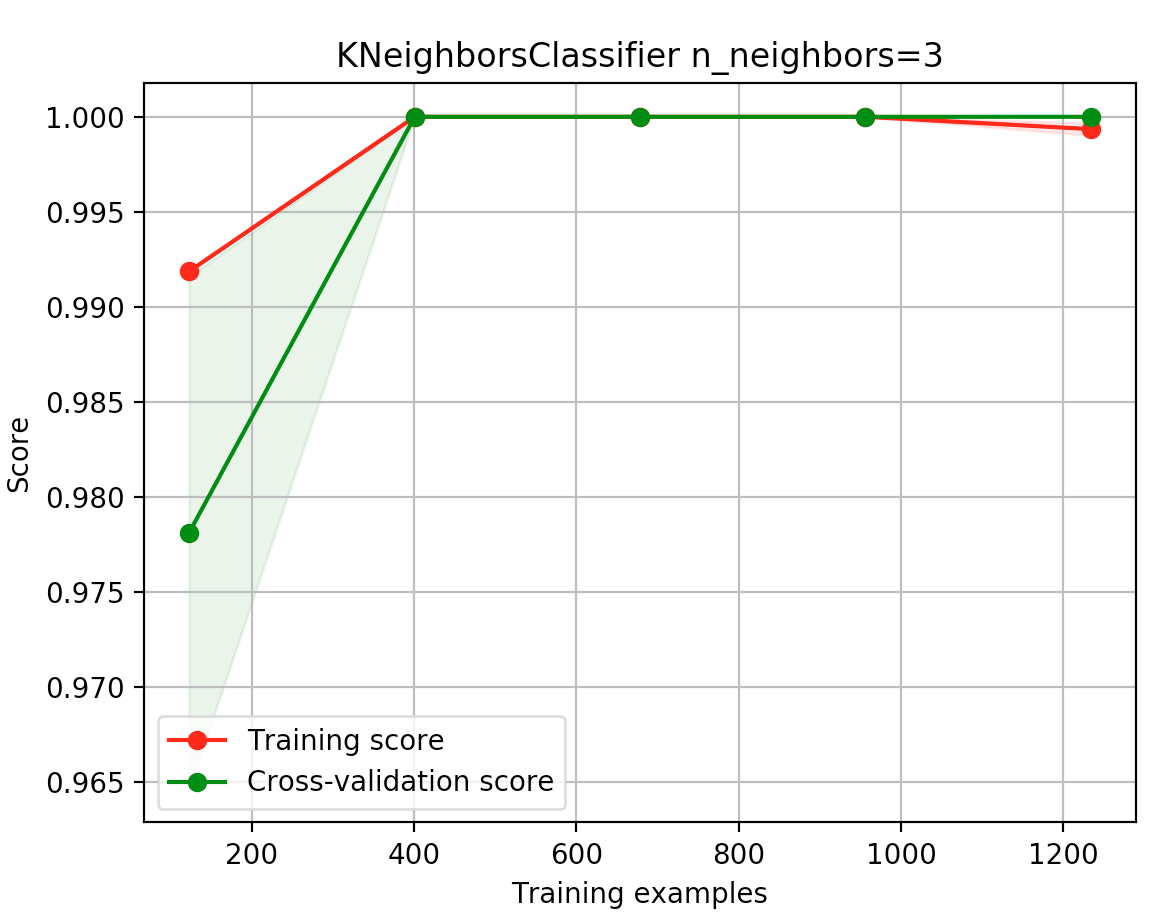 KNeighborsClassifier n_neighbors=3
1.000
0.995
0.990
0.985
0.980
0.975
0.970
0.965
Score
Training score
Cross-validation score
200 400 600 800 1000 1200
Training examples